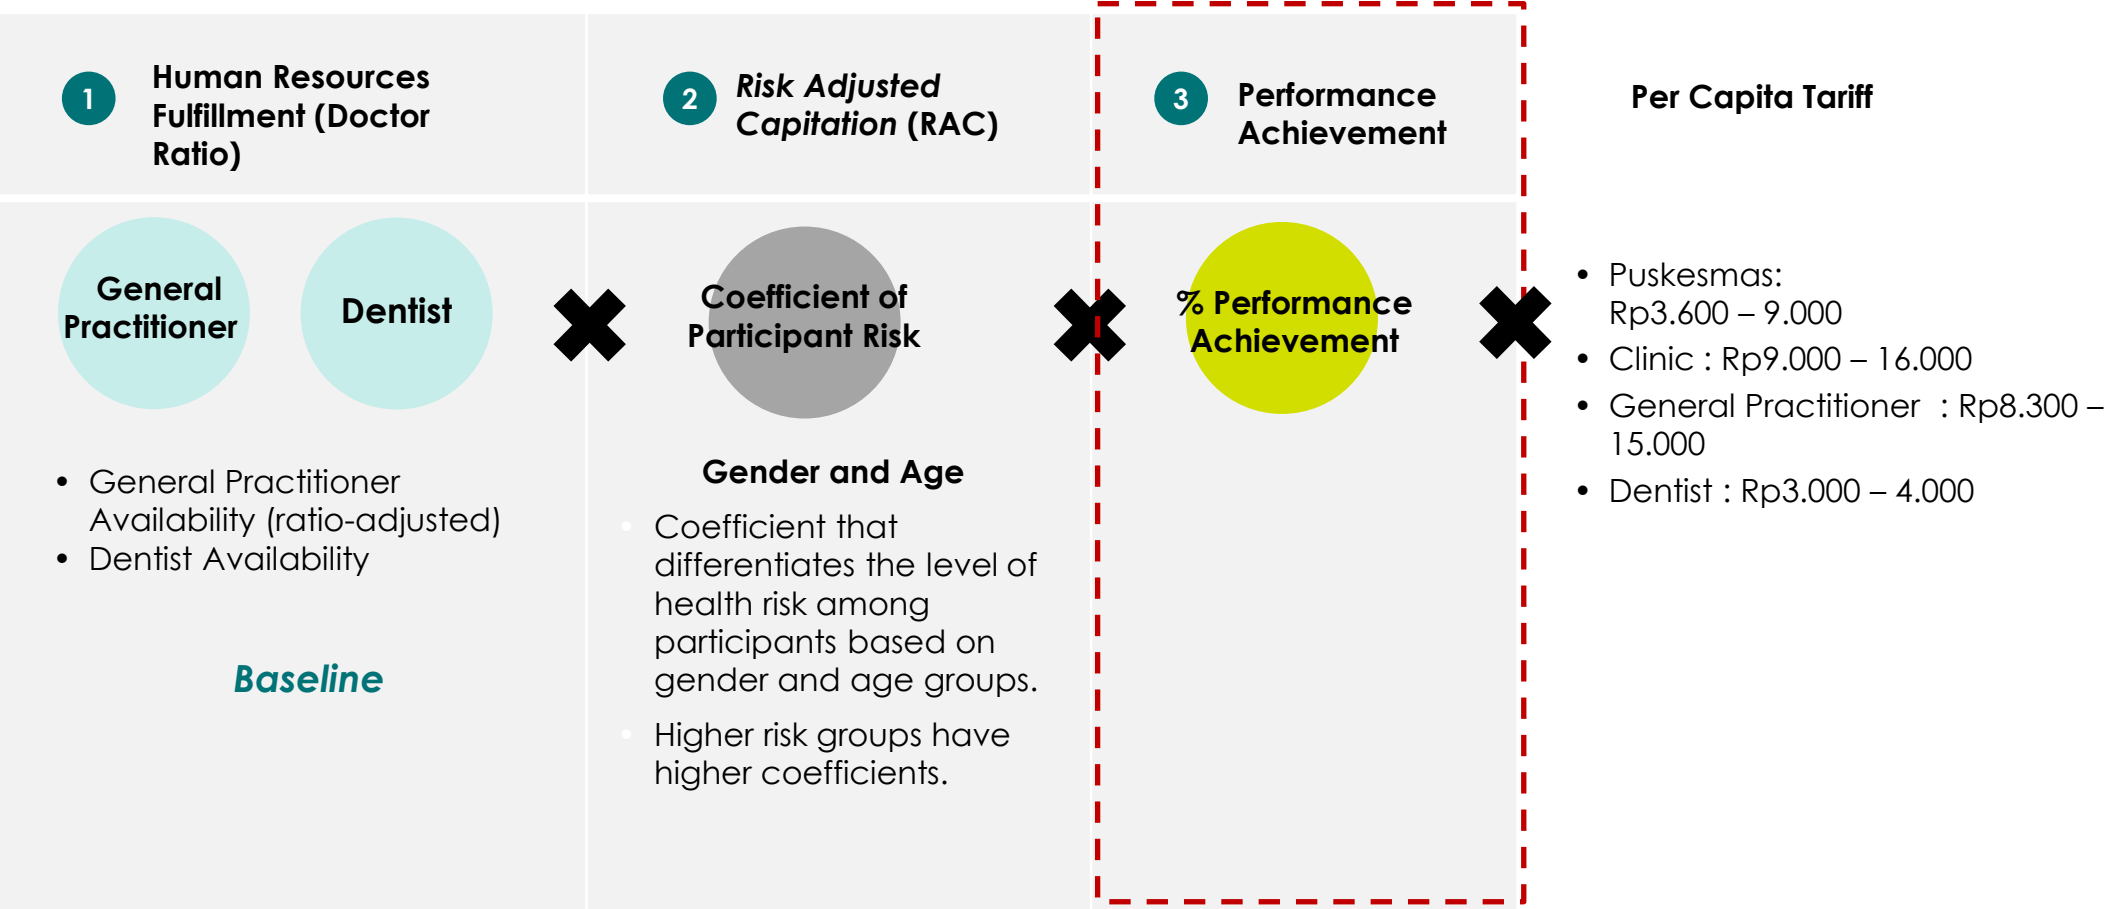 1
Human Resources
Fulfillment (Doctor
Ratio)
2
Risk Adjusted
Capitation (RAC)
3
Performance
Achievement
Per Capita Tariff
General
Practitioner
Dentist
• General Practitioner
Availability (ratio-adjusted)
• Dentist Availability
Baseline
Coefficient of
Participant Risk
Gender and Age
• Coefficient that
differentiates the level of
health risk among
participants based on
gender and age groups.
• Higher risk groups have
higher coefficients.
% Performance
Achievement
• Puskesmas:
Rp3.600 – 9.000
• Clinic : Rp9.000 – 16.000
• General Practitioner : Rp8.300 –
15.000
• Dentist : Rp3.000 – 4.000